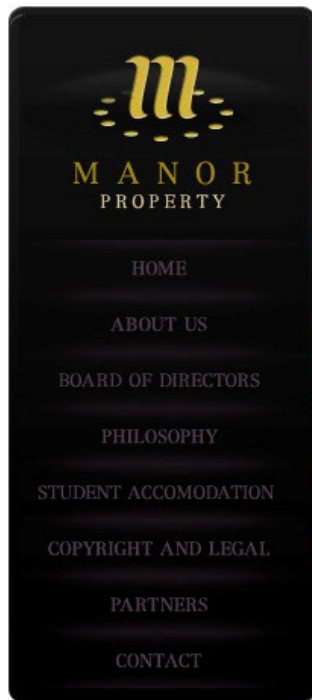 m
MANOR
PROPERTY
HOME
ABOUT US
BOARD OF DIRECTORS
PHILOSOPHY
STUDENT ACCOMODATION
COPYRIGHT AND LEGAL
PARTNERS
CONTACT